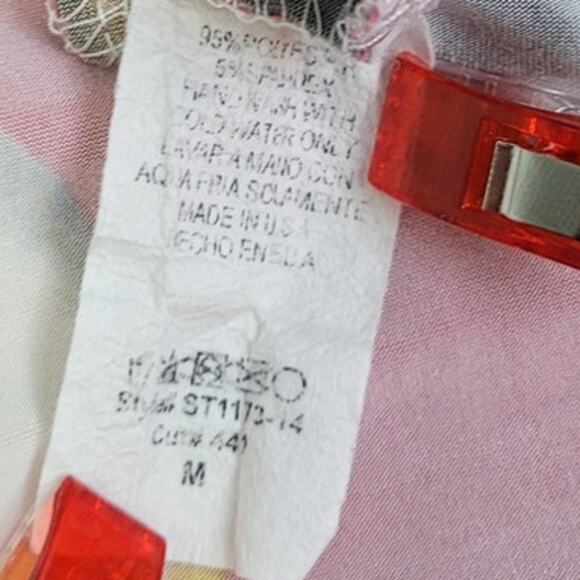 95% POLYESTER
5% SPANDEX
HAND WASH WITH
COLD WATER ONLY
LAVAR A MANO CON
AQUA FRIA SOLAMENTE
MADE IN U.S.A
HECHO EN E.U.A
Style# ST1173-14
Cut# 441
M